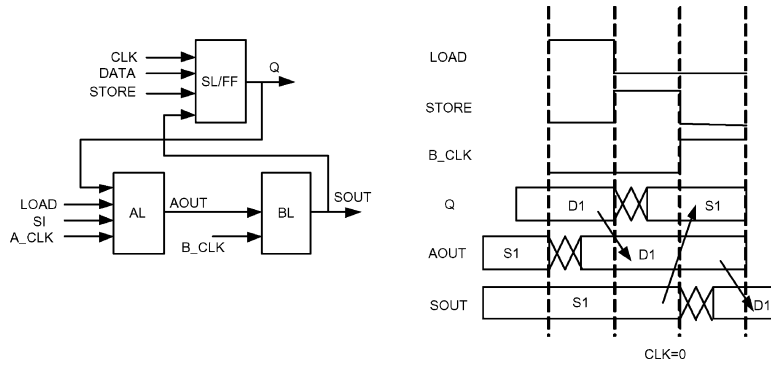 CLK
DATA
STORE
SL/FF
Q
LOAD
SI
A_CLK
AL
AOUT
B_CLK
BL
SOUT
LOAD
STORE
B_CLK
Q
D1
S1
AOUT
S1
D1
SOUT
S1
D1
CLK=0